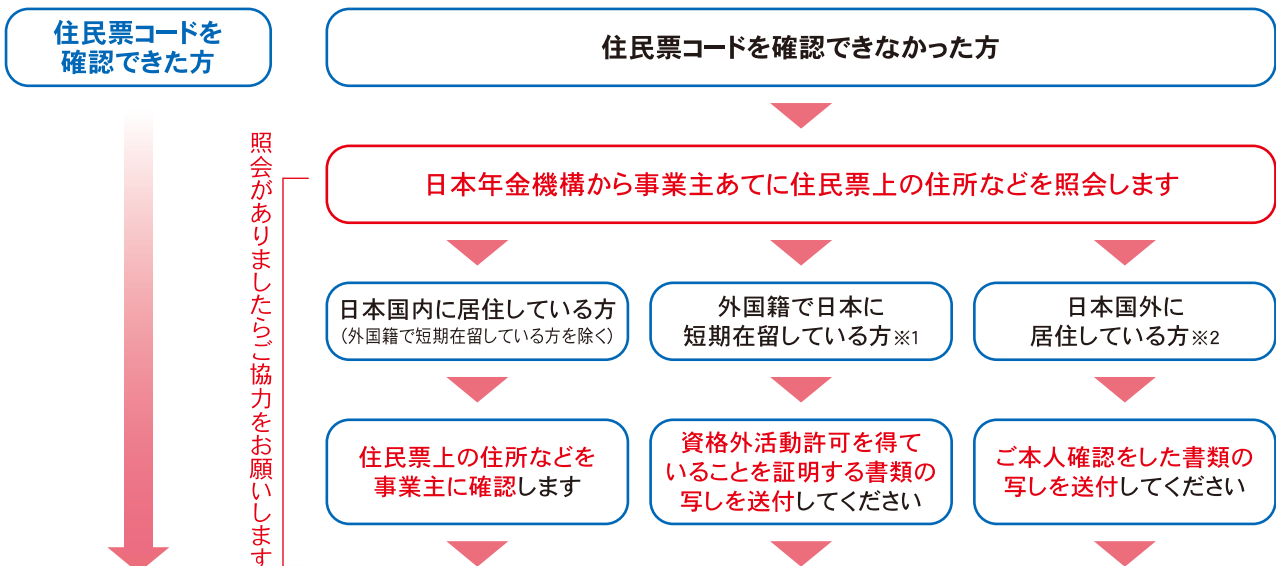 住民票コードを
確認できた方
住民票コードを確認できなかった方
照会がありましたらご協力をお願いします
日本年金機構から事業主あてに住民票上の住所などを照会します
日本国内に居住している方
（外国籍で短期在留している方を除く）
外国籍で日本に
短期在留している方※1
日本国外に
居住している方※2
住民票上の住所などを
事業主に確認します
資格外活動許可を得て
いることを証明する書類の
写しを送付してください
ご本人確認をした書類の
写しを送付してください